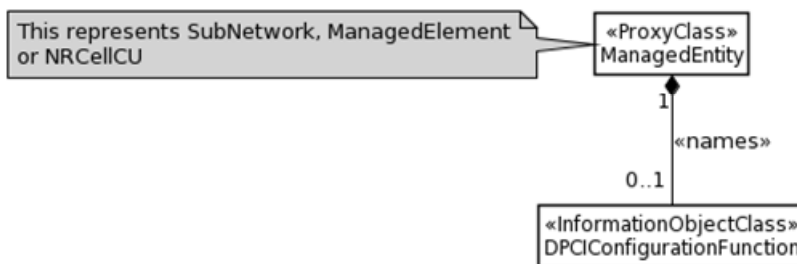 This represents SubNetwork, ManagedElement
or NRCellCU
«ProxyClass»
ManagedEntity
1
«names»
0..1
«InformationObjectClass»
DPCIConfigurationFunction